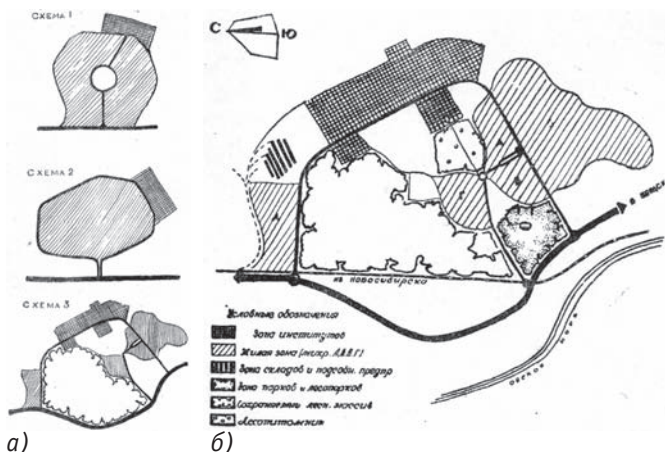 СХЕМА 1
СХЕМА 2
СХЕМА 3
а)
С
Ю
из новосибирска
Условные обозначения
Зона институтов
Жилая зона (микр. А,Б,В,Г)
Зона складов и подсобн. предпр
Зона парков и лесопарков
Сохраняемый лесн. массив
Лесопитомник
б)